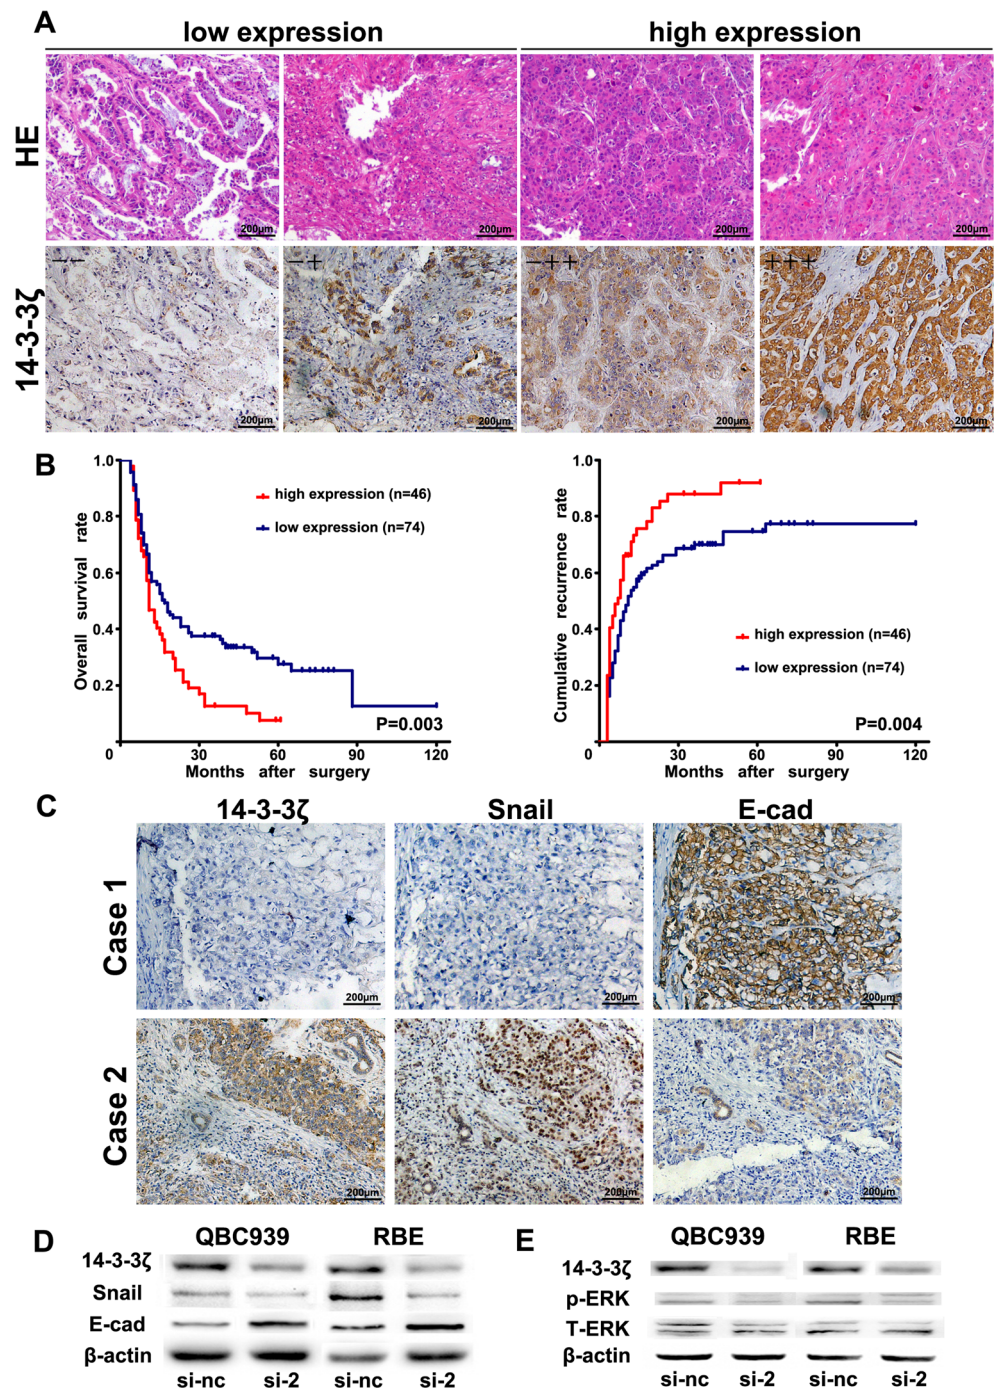 A
low expression high expression
HE
200μm 200μm 200μm 200μm
14-3-3ζ
−− −+ −++ +++
200μm 200μm 200μm 200μm
B
Overall survival rate
1.0
0.8
0.6
0.4
0.2
0 30 60 90 120
Months after surgery
high expression (n=46)
low expression (n=74)
P=0.003
Cumulative recurrence rate
1.0
0.8
0.6
0.4
0.2
0 30 60 90 120
Months after surgery
high expression (n=46)
low expression (n=74)
P=0.004
C
14-3-3ζ Snail E-cad
Case 1
200μm 200μm 200μm
Case 2
200μm 200μm 200μm
D
QBC939 RBE
14-3-3ζ
Snail
E-cad
β-actin
si-nc si-2 si-nc si-2
E
QBC939 RBE
14-3-3ζ
p-ERK
T-ERK
β-actin
si-nc si-2 si-nc si-2